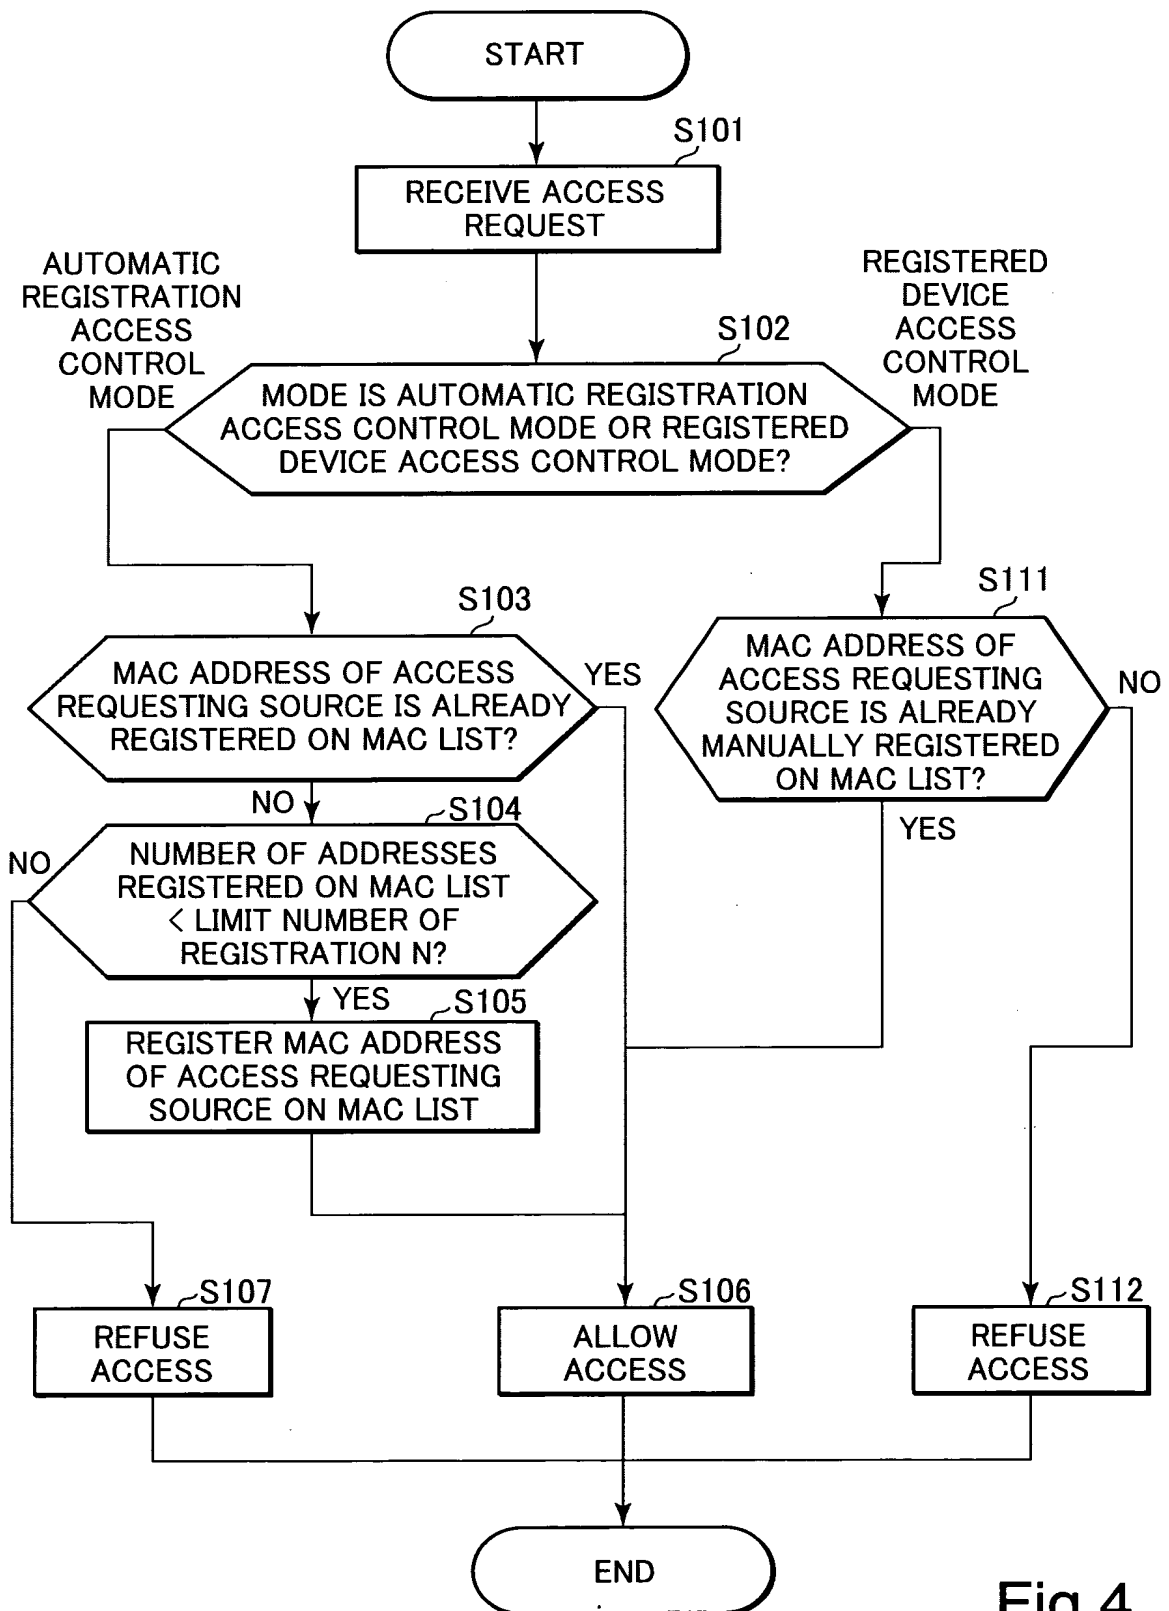 START
S101
RECEIVE ACCESS
REQUEST
AUTOMATIC
REGISTRATION
ACCESS
CONTROL
MODE
REGISTERED
DEVICE
ACCESS
CONTROL
MODE
S102
MODE IS AUTOMATIC REGISTRATION
ACCESS CONTROL MODE OR REGISTERED
DEVICE ACCESS CONTROL MODE?
S103
MAC ADDRESS OF ACCESS
REQUESTING SOURCE IS ALREADY
REGISTERED ON MAC LIST?
YES
S111
MAC ADDRESS OF
ACCESS REQUESTING
SOURCE IS ALREADY
MANUALLY REGISTERED
ON MAC LIST?
NO
NO
S104
YES
NO
NUMBER OF ADDRESSES
REGISTERED ON MAC LIST
< LIMIT NUMBER OF
REGISTRATION N?
YES
S105
REGISTER MAC ADDRESS
OF ACCESS REQUESTING
SOURCE ON MAC LIST
S107
REFUSE
ACCESS
S106
ALLOW
ACCESS
S112
REFUSE
ACCESS
END
Fig.4